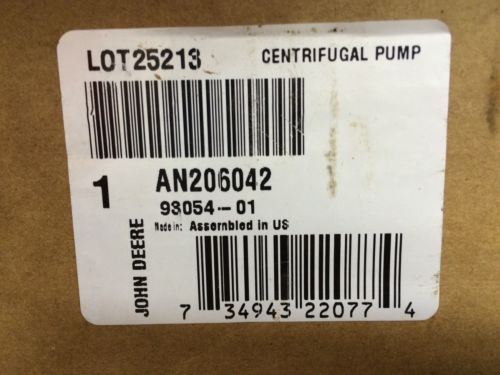 LOT25213 CENTRIFUGAL PUMP
1 AN206042
93054-01
Made in: Assembled in US
JOHN DEERE
7 34943 22077 4